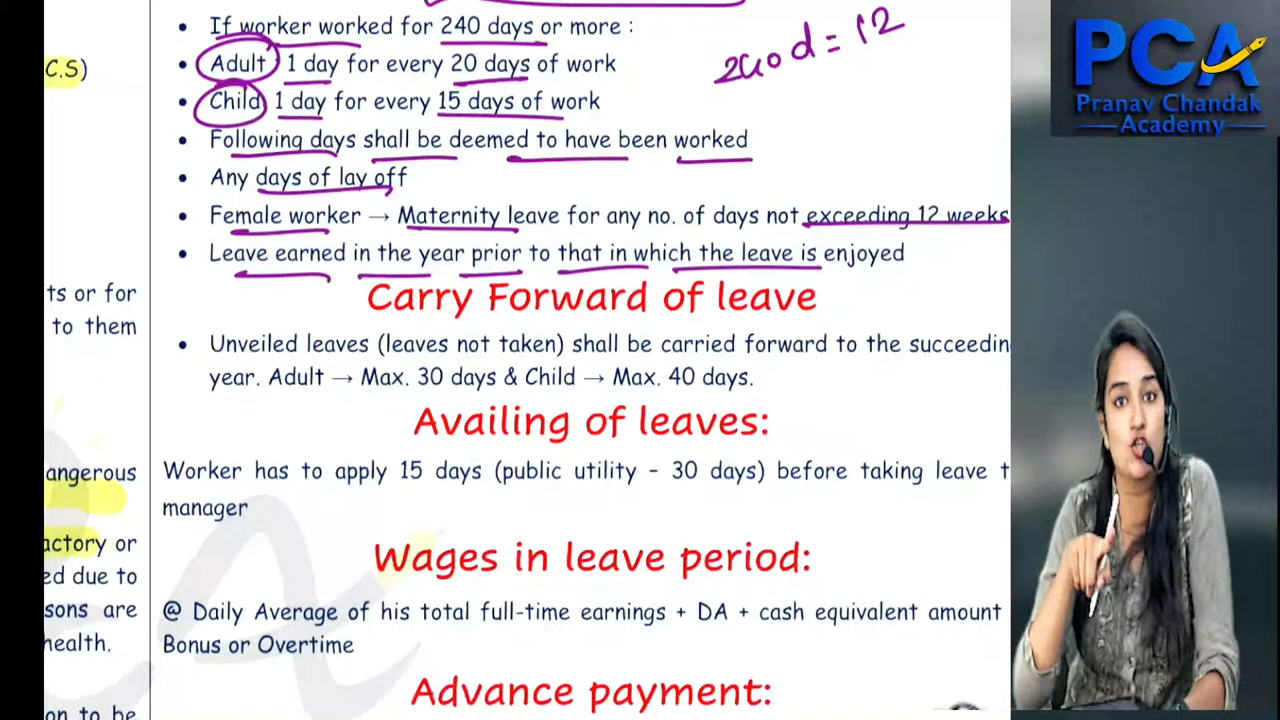 If worker worked for 240 days or more :
240 d = 12
Adult 1 day for every 20 days of work
Child 1 day for every 15 days of work
Following days shall be deemed to have been worked
Any days of lay off
Female worker → Maternity leave for any no. of days not exceeding 12 weeks
Leave earned in the year prior to that in which the leave is enjoyed
Carry Forward of leave
Unveiled leaves (leaves not taken) shall be carried forward to the succeedin
year. Adult → Max. 30 days & Child → Max. 40 days.
Availing of leaves:
Worker has to apply 15 days (public utility - 30 days) before taking leave t
manager
Wages in leave period:
@ Daily Average of his total full-time earnings + DA + cash equivalent amount
Bonus or Overtime
Advance payment:
C.S)
ts or for
to them
angerous
actory or
ed due to
sons are
health.
on to be
PCA
Pranav Chandak
Academy